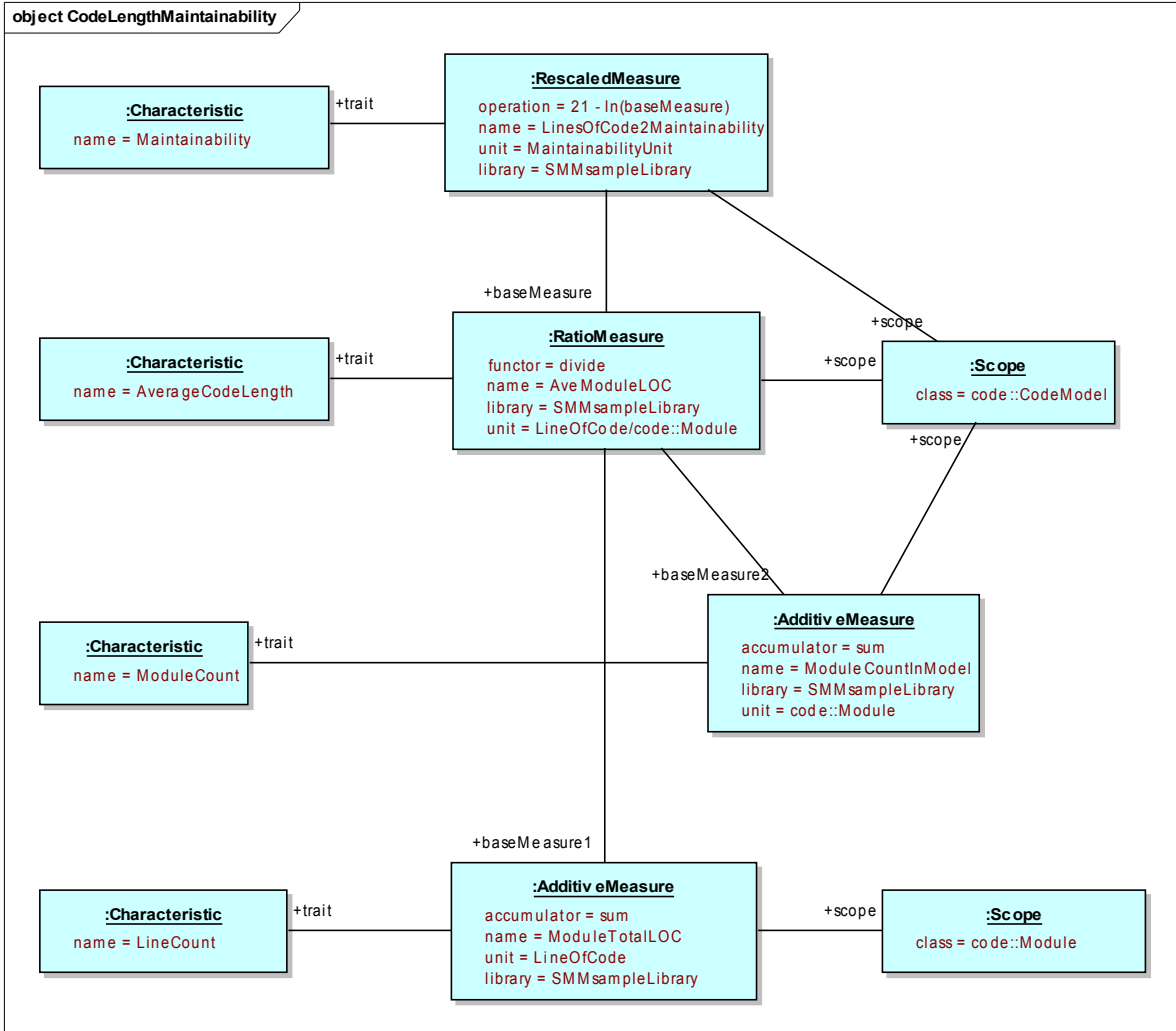 object CodeLengthMaintainability
:RescaledMeasure
operation = 21 - ln(baseMeasure)
name = LinesOfCode2Maintainability
unit = MaintainabilityUnit
library = SMMsampleLibrary
:Characteristic
name = Maintainability
+trait
+baseMeasure
+scope
:RatioMeasure
functor = divide
name = AveModuleLOC
library = SMMsampleLibrary
unit = LineOfCode/code::Module
:Characteristic
name = AverageCodeLength
+trait
+scope
:Scope
class = code::CodeModel
+scope
+baseMeasure2
:AdditiveMeasure
accumulator = sum
name = ModuleCountInModel
library = SMMsampleLibrary
unit = code::Module
:Characteristic
name = ModuleCount
+trait
+baseMeasure1
:AdditiveMeasure
accumulator = sum
name = ModuleTotalLOC
unit = LineOfCode
library = SMMsampleLibrary
:Characteristic
name = LineCount
+trait
+scope
:Scope
class = code::Module